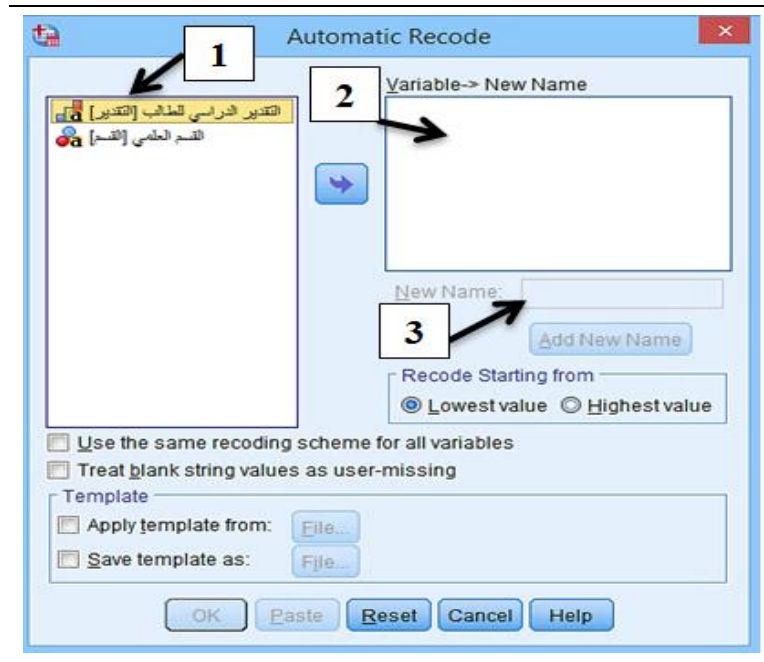 Automatic Recode
1
Variable-> New Name
2
التقدير الدراسي للطالب [التقدير]
القسم العلمي [القسم]
New Name:
3
Add New Name
Recode Starting from
Lowest value Highest value
Use the same recoding scheme for all variables
Treat blank string values as user-missing
Template
Apply template from: File...
Save template as: File...
OK Paste Reset Cancel Help